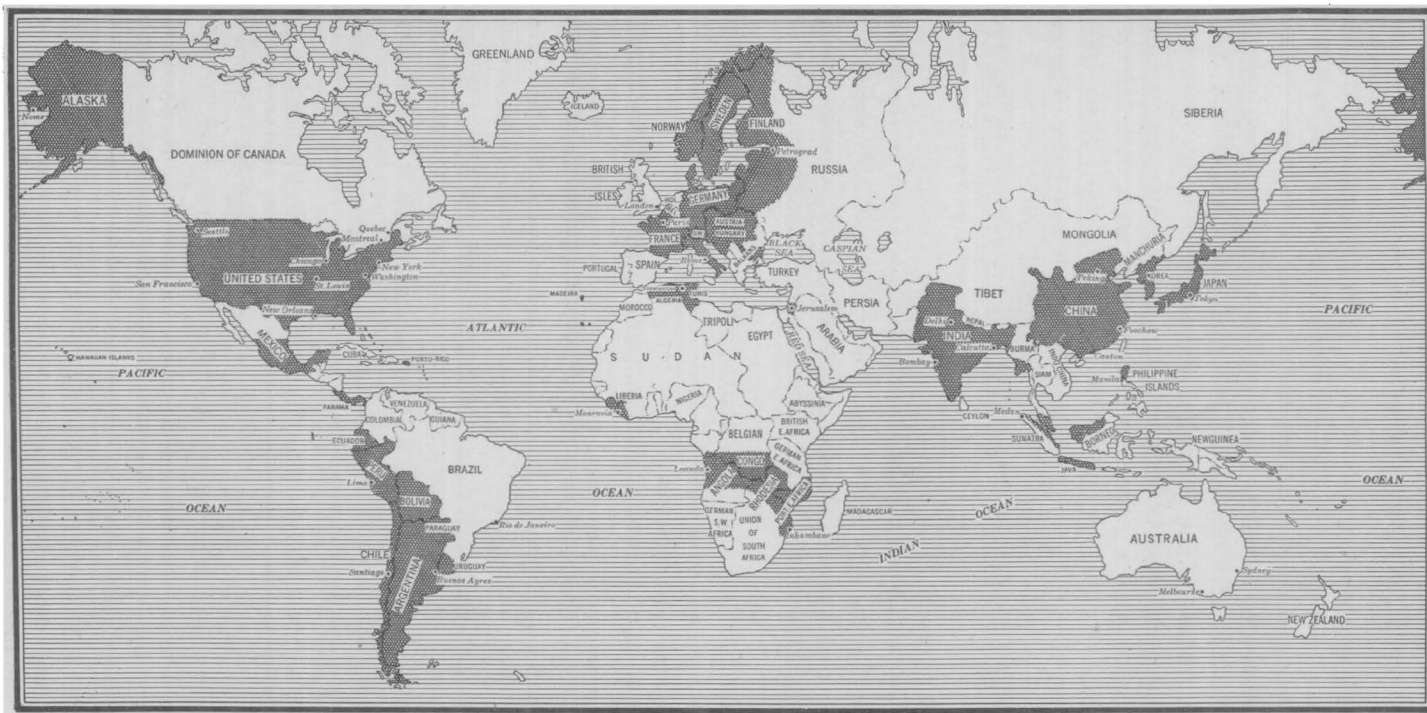 GREENLAND
ALASKA
Nome
ICELAND
SIBERIA
NORWAY
SWEDEN
FINLAND
Petrograd
DOMINION OF CANADA
RUSSIA
BRITISH
ISLES
London
HOL.
GERMANY
Paris
AUSTRIA
HUNGARY
FRANCE
Seattle
Quebec
Montreal
Chicago
New York
Washington
UNITED STATES
St Louis
San Francisco
New Orleans
MONGOLIA
MANCHURIA
BLACK
SEA
CASPIAN
SEA
BALKANS
Rome
PORTUGAL
SPAIN
TURKEY
Peking
KOREA
JAPAN
Tokyo
MADEIRA
ALGERIA
TUNIS
MOROCCO
Jerusalem
PERSIA
TIBET
CHINA
PACIFIC
ATLANTIC
TRIPOLI
EGYPT
ARABIA
RED SEA
Delhi
NEPAL
INDIA
Calcutta
BURMA
Foochow
Canton
MEXICO
CUBA
PORTO-RICO
HAWAIIAN ISLANDS
PACIFIC
SUDAN
Bombay
SIAM
INDO CHINA
Manila
PHILIPPINE
ISLANDS
PANAMA
VENEZUELA
COLOMBIA
GUIANA
LIBERIA
Monrovia
NIGERIA
ABYSSINIA
BRITISH
E. AFRICA
CEYLON
Medan
ECUADOR
BELGIAN
CONGO
GERMAN
E. AFRICA
SUMATRA
BORNEO
NEW GUINEA
JAVA
PERU
Lima
BRAZIL
Loanda
ANGOLA
RHODESIA
PORT. E. AFRICA
OCEAN
BOLIVIA
OCEAN
OCEAN
OCEAN
PARAGUAY
Rio de Janeiro
GERMAN
S.W.
AFRICA
UNION
OF
SOUTH
AFRICA
Inhambane
MADAGASCAR
INDIAN
AUSTRALIA
CHILE
Santiago
ARGENTINA
URUGUAY
Buenos Ayres
Sydney
Melbourne
NEW ZEALAND